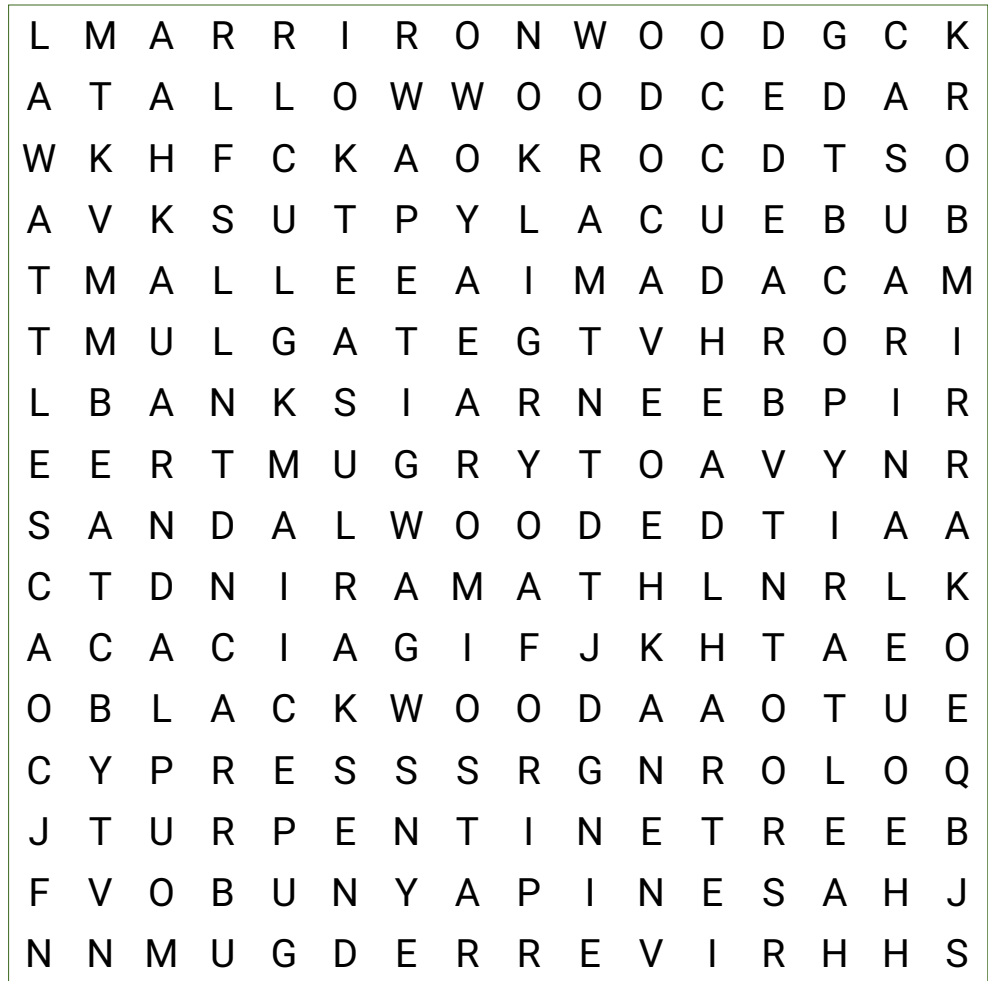 L M A R R I R O N W O O D G C K
A T A L L O W W O O D C E D A R
W K H F C K A O K R O C D T S O
A V K S U T P Y L A C U E B U B
T M A L L E E A I M A D A C A M
T M U L G A T E G T V H R O R I
L B A N K S I A R N E E B P I R
E E R T M U G R Y T O A V Y N R
S A N D A L W O O D E D T I A A
C T D N I R A M A T H L N R L K
A C A C I A G I F J K H T A E O
O B L A C K W O O D A A O T U E
C Y P R E S S S R G N R O L O Q
J T U R P E N T I N E T R E E B
F V O B U N Y A P I N E S A H J
N N M U G D E R R E V I R H H S